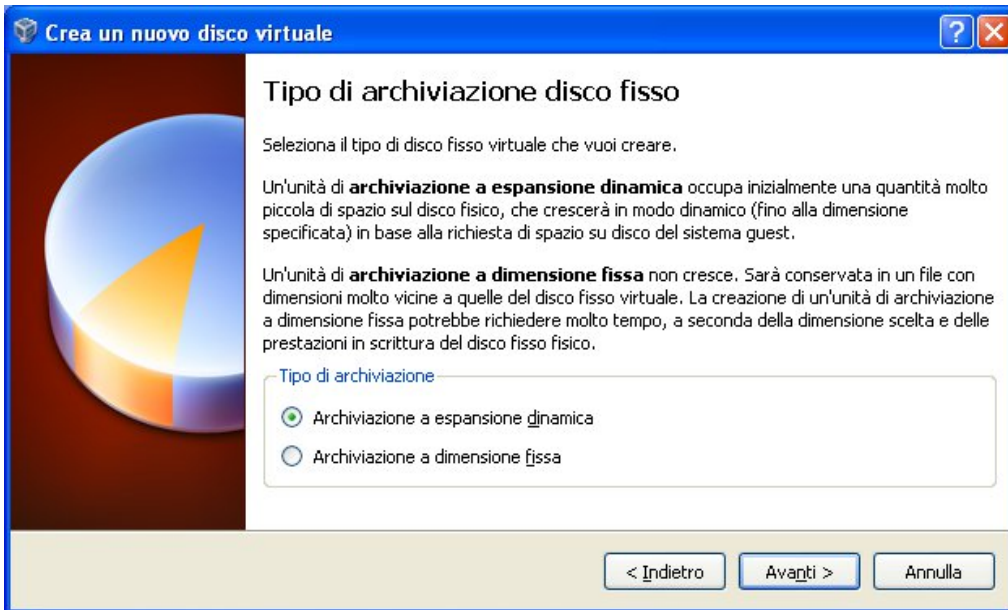 Crea un nuovo disco virtuale
Tipo di archiviazione disco fisso
Seleziona il tipo di disco fisso virtuale che vuoi creare.
Un'unità di archiviazione a espansione dinamica occupa inizialmente una quantità molto
piccola di spazio sul disco fisico, che crescerà in modo dinamico (fino alla dimensione
specificata) in base alla richiesta di spazio su disco del sistema guest.
Un'unità di archiviazione a dimensione fissa non cresce. Sarà conservata in un file con
dimensioni molto vicine a quelle del disco fisso virtuale. La creazione di un'unità di archiviazione
a dimensione fissa potrebbe richiedere molto tempo, a seconda della dimensione scelta e delle
prestazioni in scrittura del disco fisso fisico.
Tipo di archiviazione
Archiviazione a espansione dinamica
Archiviazione a dimensione fissa
< Indietro Avanti > Annulla